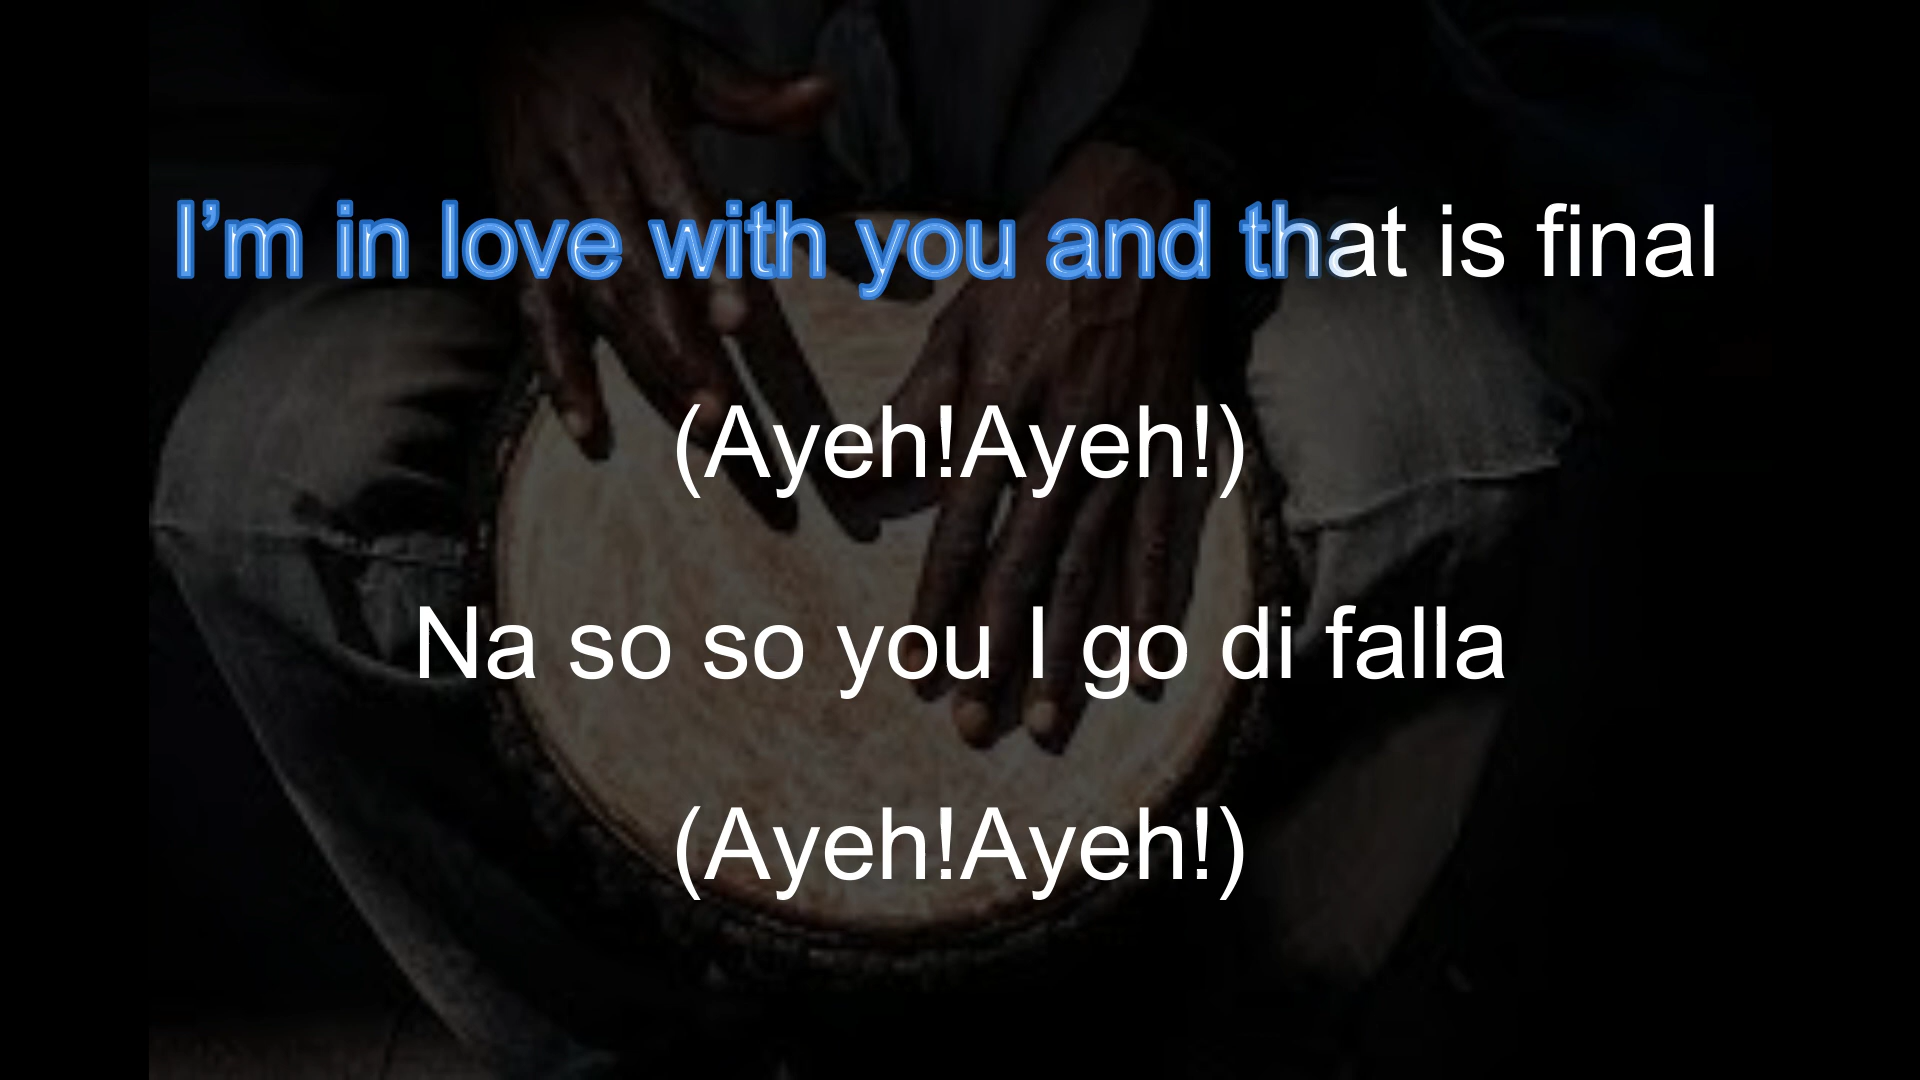 I’m in love with you and that is final
(Ayeh!Ayeh!)
Na so so you I go di falla
(Ayeh!Ayeh!)